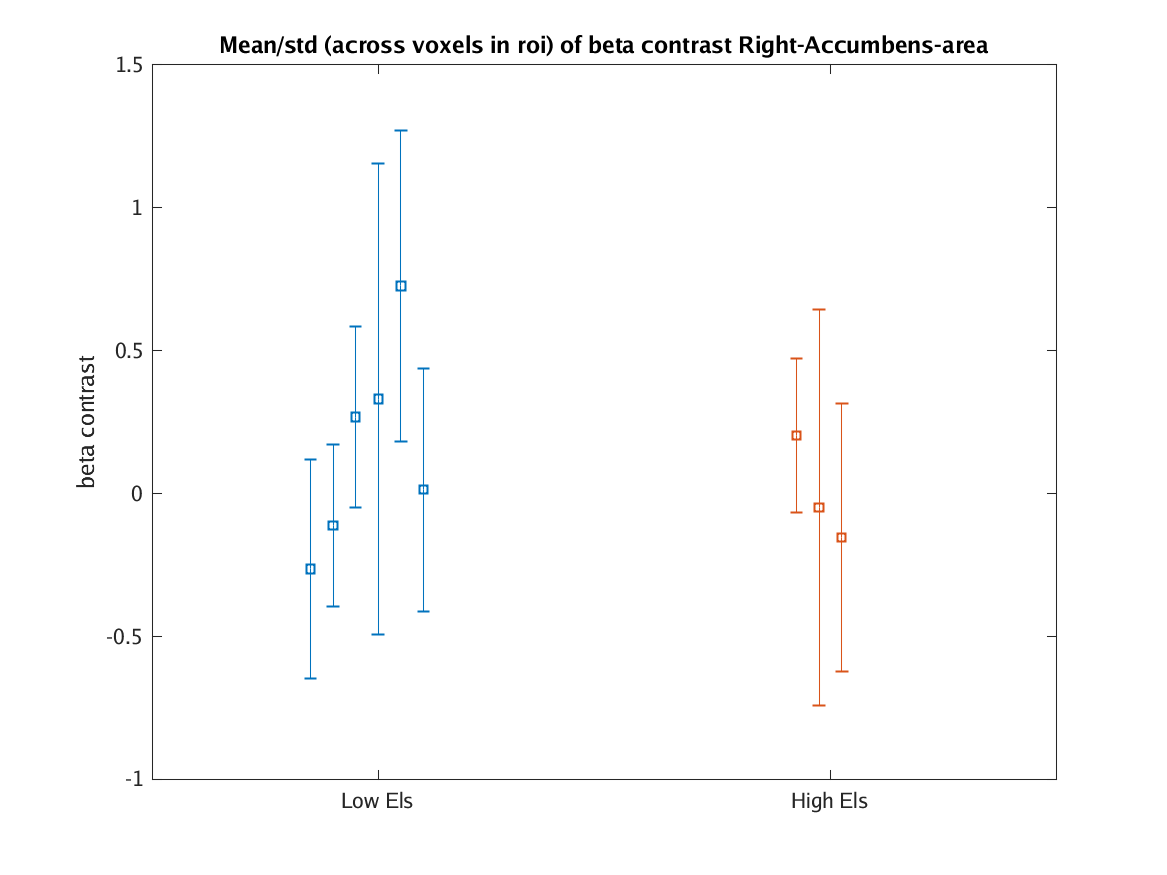 Mean/std (across voxels in roi) of beta contrast Right-Accumbens-area
1.5
1
0.5
0
-0.5
-1
beta contrast
Low Els
High Els